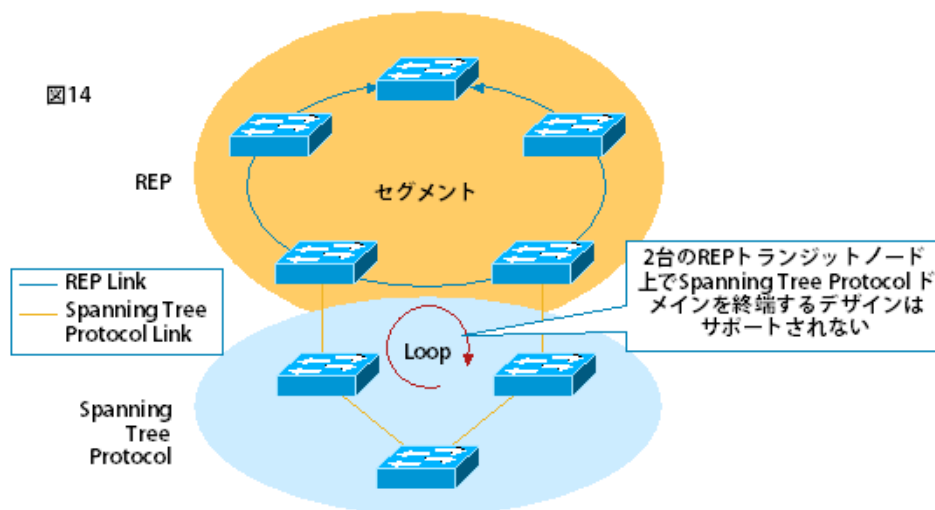 図14
REP
セグメント
2台のREPトランジットノード
上でSpanning Tree Protocol ド
メインを終端するデザインは
サポートされない
REP Link
Spanning Tree
Protocol Link
Loop
Spanning
Tree
Protocol